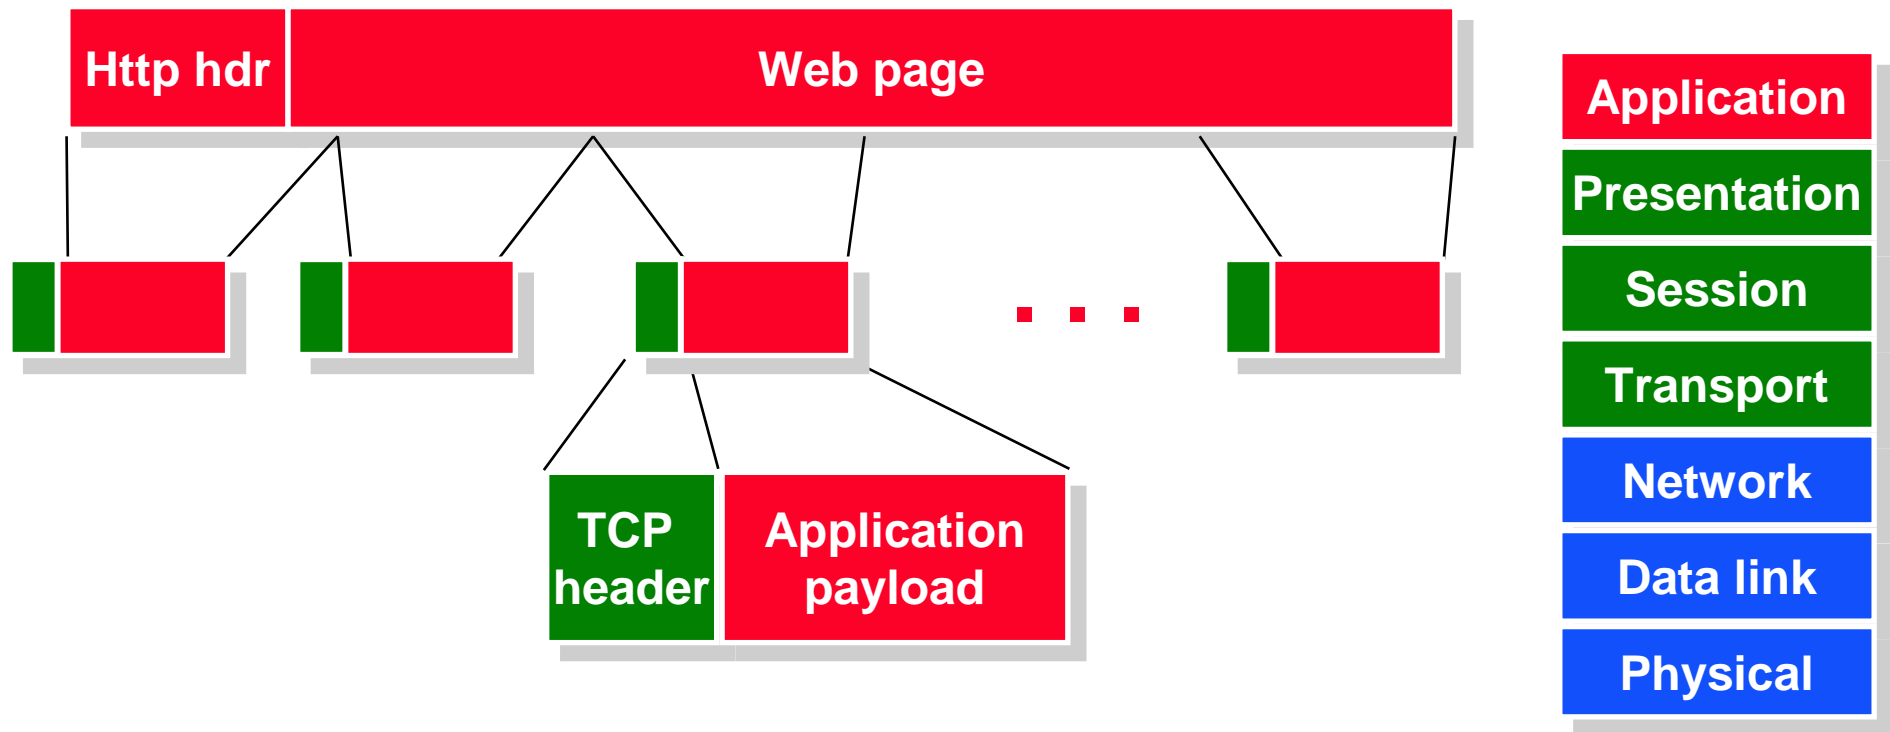 Http hdr
Web page
TCP
header
Application
payload
Application
Presentation
Session
Transport
Network
Data link
Physical